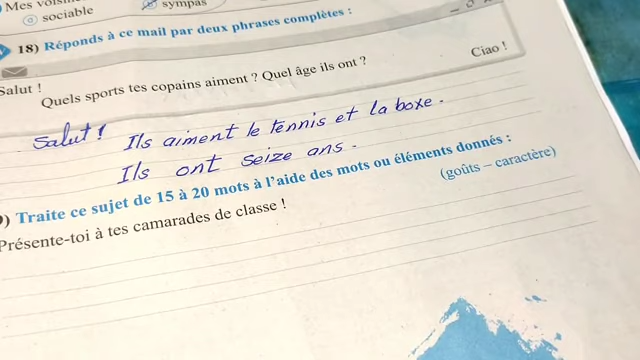 Mes
sympas
sociable
18) Réponds à ce mail par deux phrases complètes :
Salut !
Quels sports tes copains aiment ? Quel âge ils ont ?
Ciao !
Salut ! Ils aiment le tennis et la boxe.
Ils ont seize ans.
9) Traite ce sujet de 15 à 20 mots à l'aide des mots ou éléments donnés :
(goûts – caractère)
Présente-toi à tes camarades de classe !